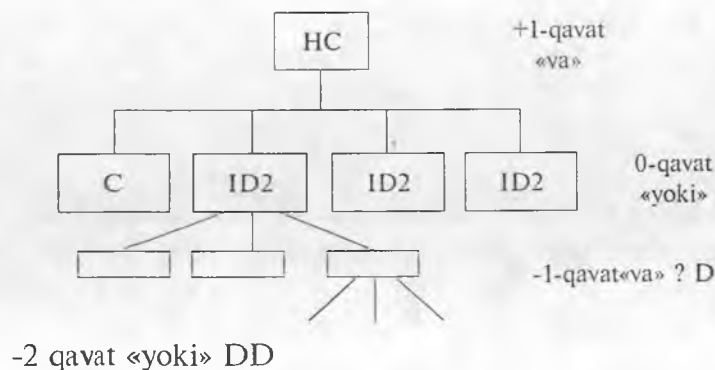 HC
+1-qavat
«va»
C
ID2
ID2
ID2
0-qavat
«yoki»
-1-qavat«va» ? D
-2 qavat «yoki» DD